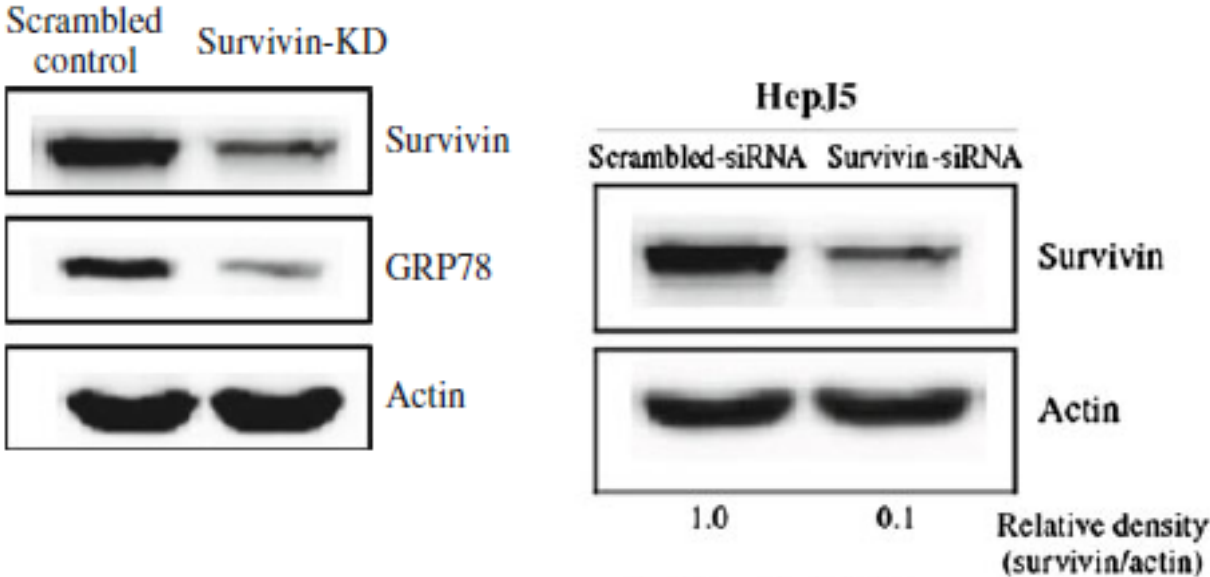 Scrambled
control
Survivin-KD
Survivin
GRP78
Actin
HepJ5
Scrambled-siRNA Survivin-siRNA
Survivin
Actin
1.0 0.1
Relative density
(survivin/actin)